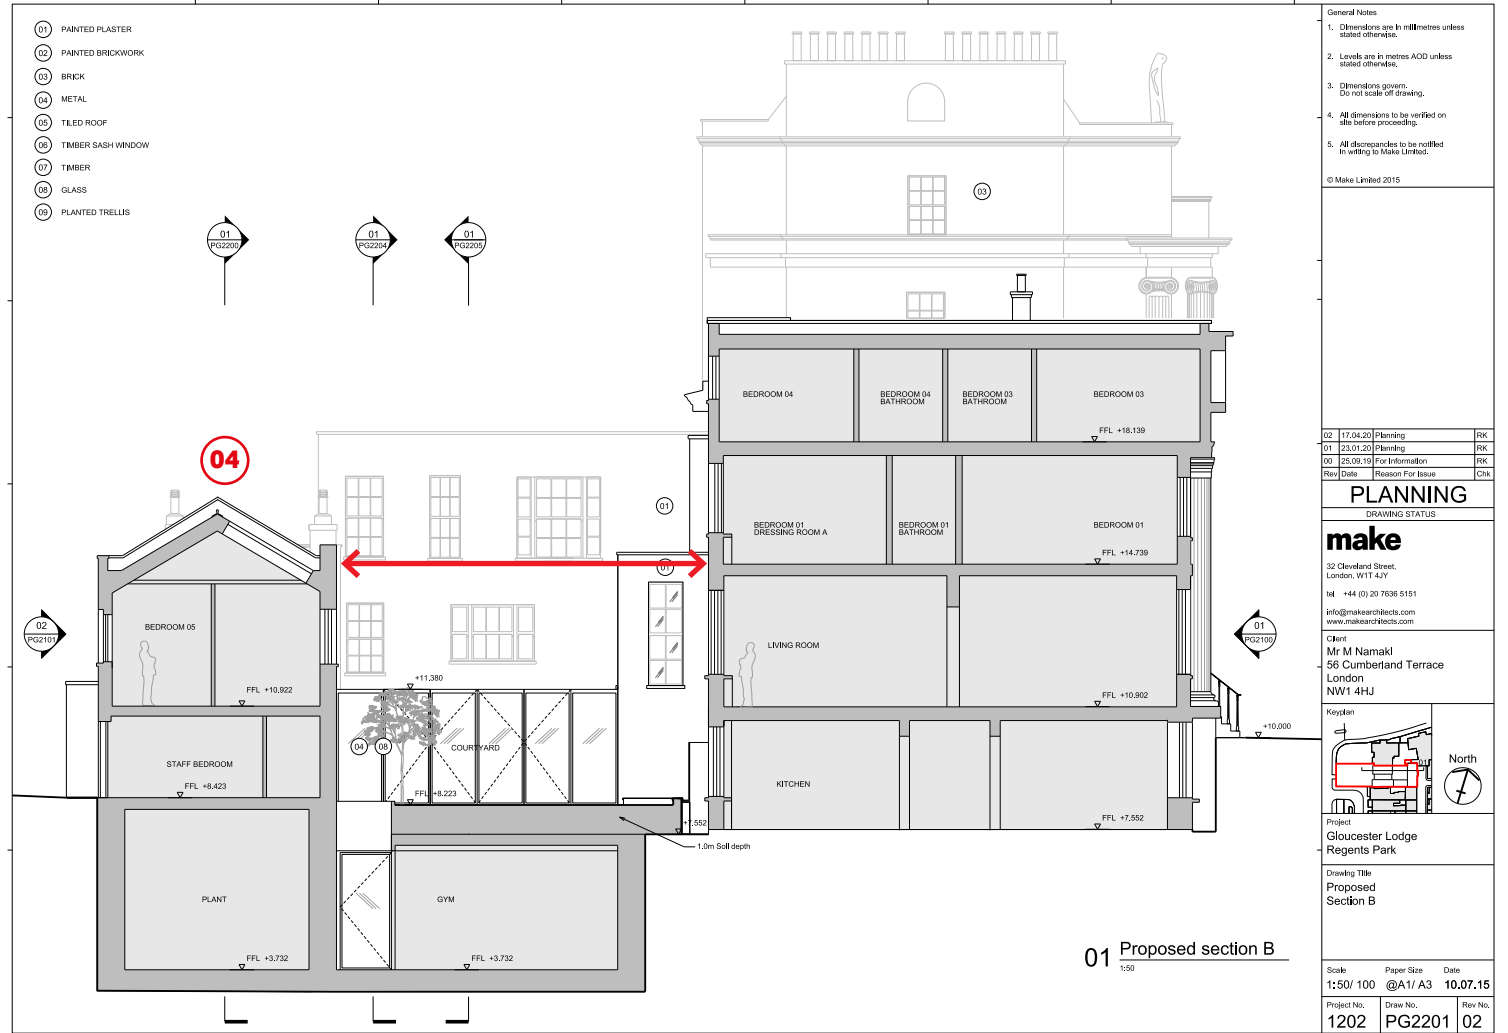 01 PAINTED PLASTER
02 PAINTED BRICKWORK
03 BRICK
04 METAL
05 TILED ROOF
06 TIMBER SASH WINDOW
07 TIMBER
08 GLASS
09 PLANTED TRELLIS
01
PG2200
01
PG2204
01
PG2205
03
04
BEDROOM 04
BEDROOM 04
BATHROOM
BEDROOM 03
BATHROOM
BEDROOM 03
FFL +18.139
01
BEDROOM 01
DRESSING ROOM A
BEDROOM 01
BATHROOM
BEDROOM 01
FFL +14.739
01
02
PG2101
BEDROOM 05
FFL +10.922
LIVING ROOM
FFL +10.902
01
PG2100
+11.380
+10.000
04
08
COURTYARD
STAFF BEDROOM
FFL +8.423
FFL +8.223
KITCHEN
+7.552
FFL +7.552
1.0m Soil depth
PLANT
FFL +3.732
GYM
FFL +3.732
01 Proposed section B
1:50
General Notes
1. Dimensions are in millimetres unless
stated otherwise.
2. Levels are in metres AOD unless
stated otherwise.
3. Dimensions govern.
Do not scale off drawing.
4. All dimensions to be verified on
site before proceeding.
5. All discrepancies to be notified
in writing to Make Limited.
© Make Limited 2015
02 17.04.20 Planning RK
01 23.01.20 Planning RK
00 25.09.19 For Information RK
Rev Date Reason For Issue Chk
PLANNING
DRAWING STATUS
make
32 Cleveland Street,
London, W1T 4JY
tel +44 (0) 20 7636 5151
info@makearchitects.com
www.makearchitects.com
Client
Mr M Namaki
56 Cumberland Terrace
London
NW1 4HJ
Keyplan
01
North
Project
Gloucester Lodge
Regents Park
Drawing Title
Proposed
Section B
Scale Paper Size Date
1:50/ 100 @A1/ A3 10.07.15
Project No. Draw No. Rev No.
1202 PG2201 02